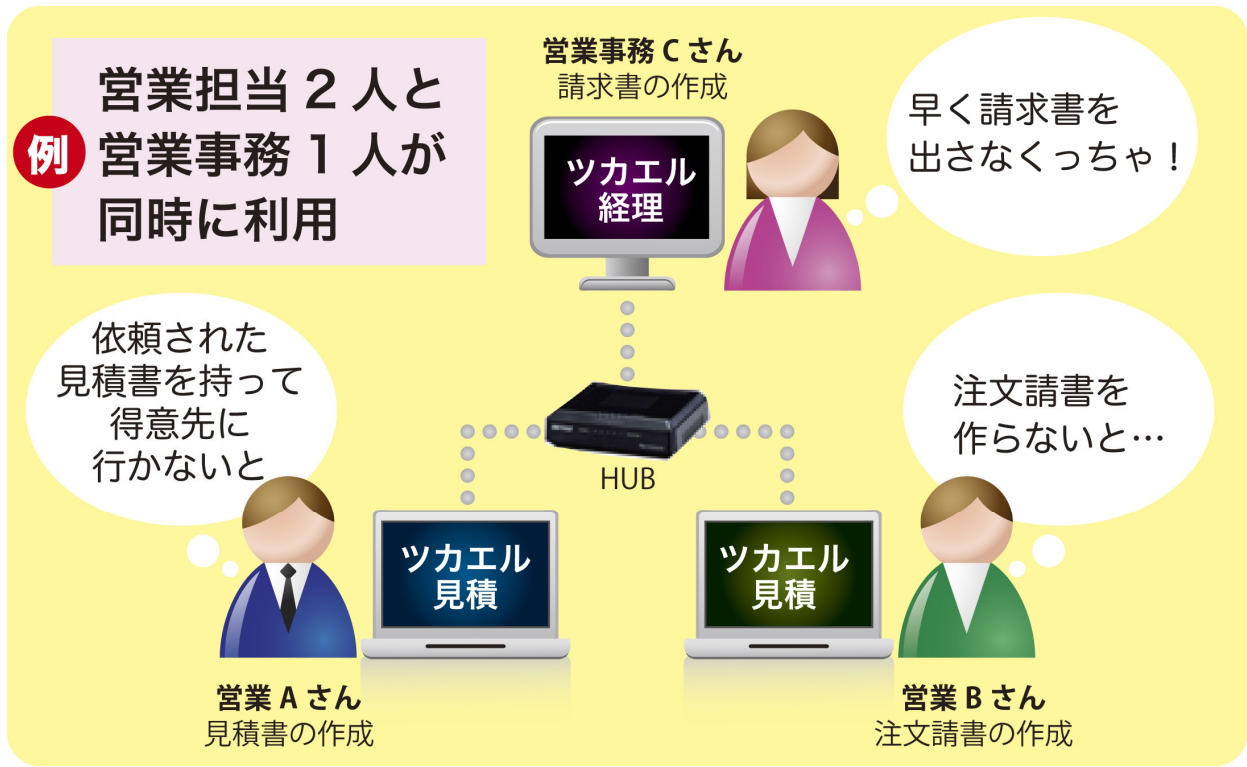 例
営業担当2人と
営業事務1人が
同時に利用
営業事務Cさん
請求書の作成
ツカエル
経理
早く請求書を
出さなくっちゃ！
依頼された
見積書を持って
得意先に
行かないと
HUB
注文請書を
作らないと…
ツカエル
見積
ツカエル
見積
営業Aさん
見積書の作成
営業Bさん
注文請書の作成